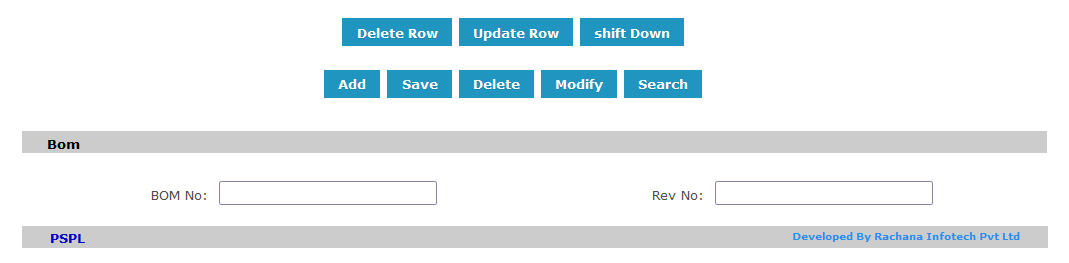 Delete Row Update Row shift Down
Add Save Delete Modify Search
Bom
BOM No: Rev No:
PSPL Developed By Rachana Infotech Pvt Ltd